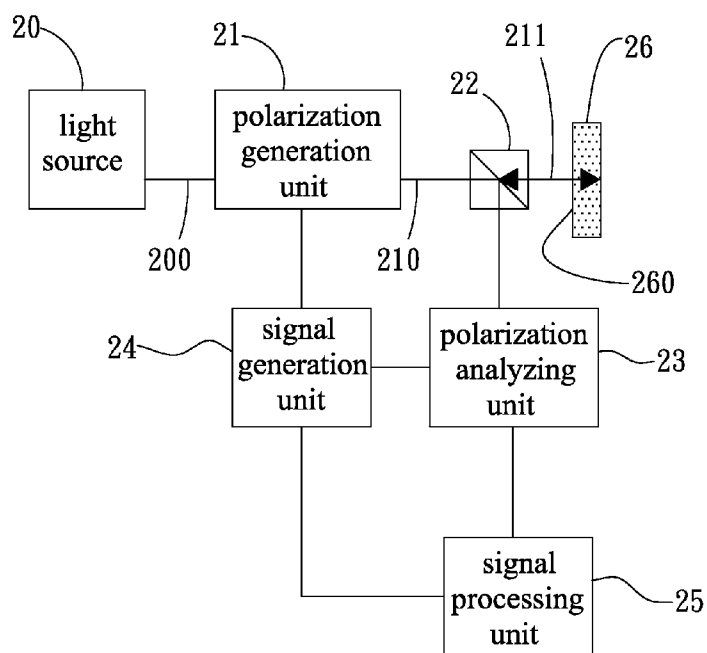 20
21
211
26
22
light
source
polarization
generation
unit
200
210
260
24
signal
generation
unit
polarization
analyzing
unit
23
signal
processing
unit
25